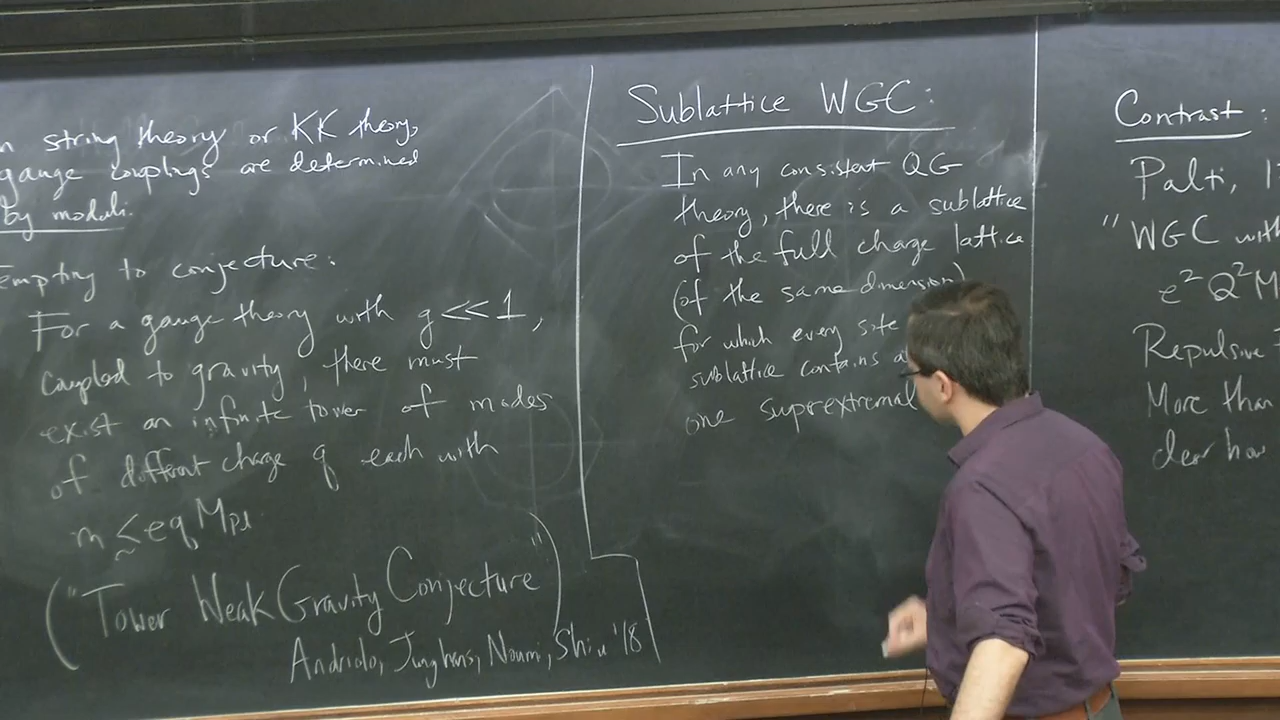 n string theory or KK theory,
gauge couplings are determined
by moduli.
empting to conjecture:
For a gauge theory with g << 1,
coupled to gravity, there must
exist an infinite tower of modes
of different charge q each with
m ≲ eq Mpl
("Tower Weak Gravity Conjecture")
Andriolo, Junghans, Noumi, Shiu '18
Sublattice WGC:
In any consistent QG
theory, there is a sublattice
of the full charge lattice
(of the same dimension)
for which every site
sublattice contains a
one superextremal
Contrast:
Palti, 1
"WGC with
e²Q²M
Repulsive
More than
clear how